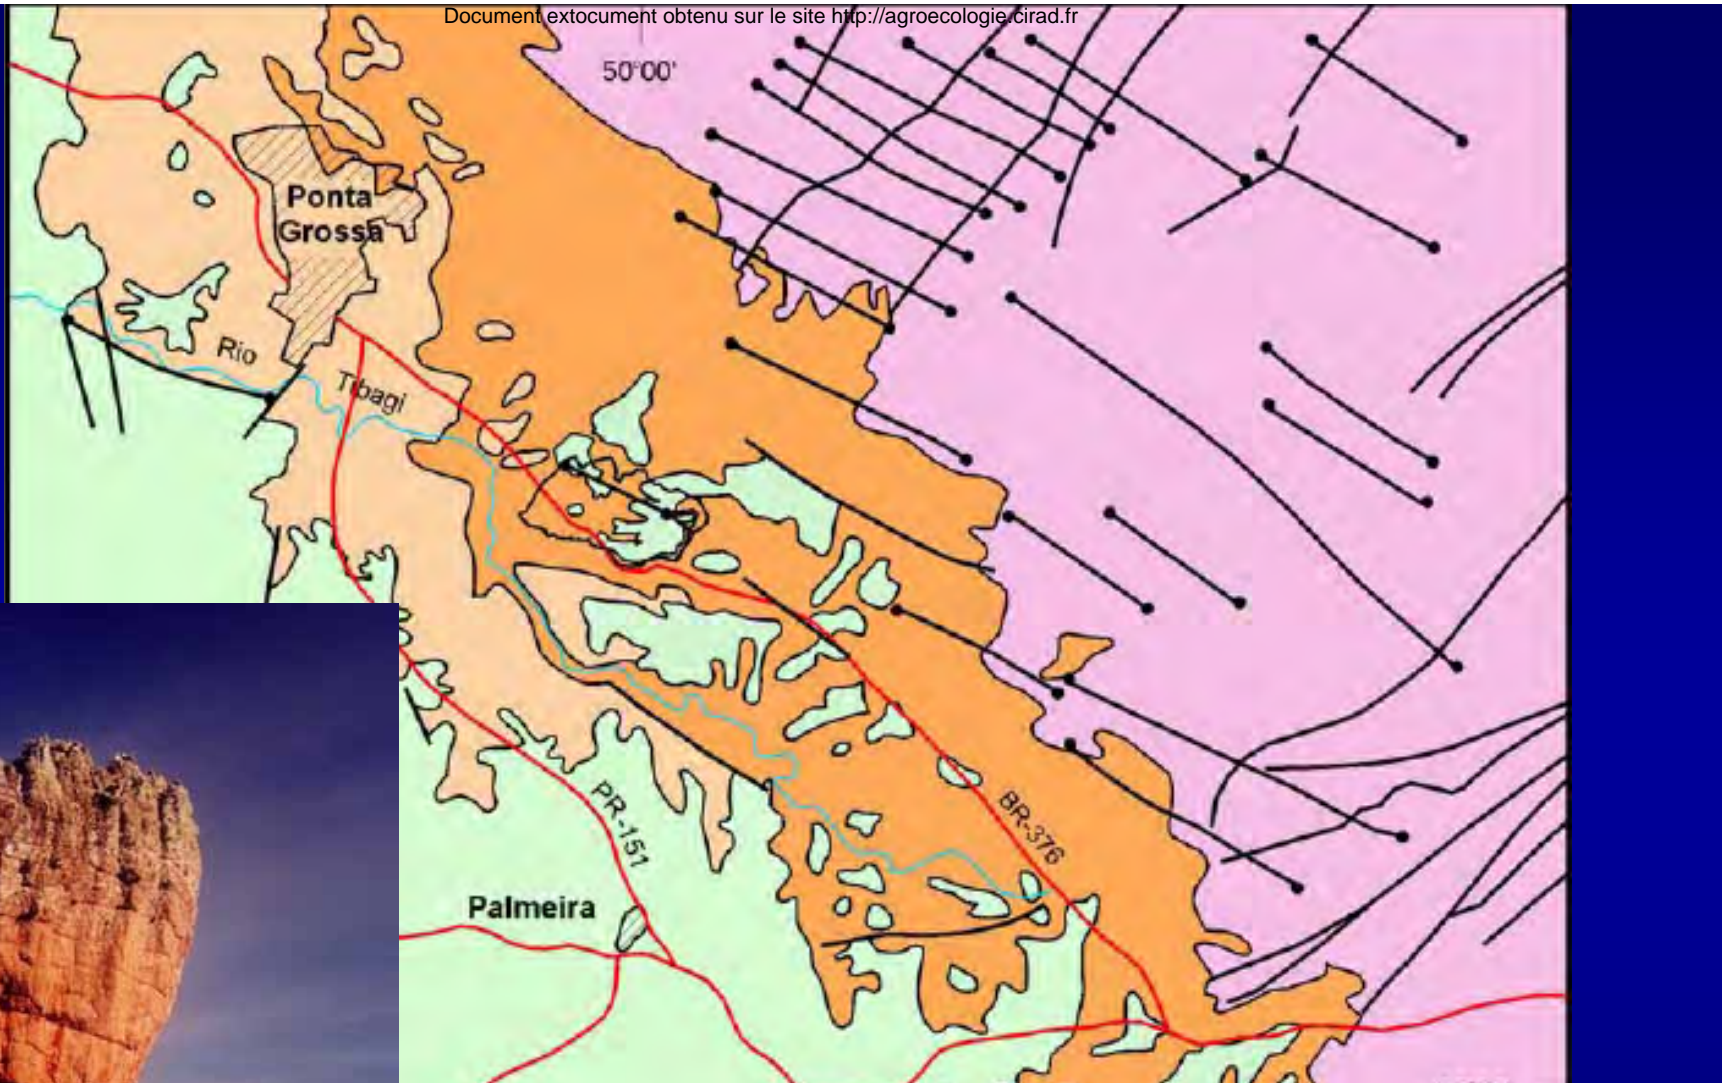 Document extocument obtenu sur le site http://agroecologie.cirad.fr
50°00'
Ponta
Grossa
Rio
Tibagi
PR-151
BR-376
Palmeira